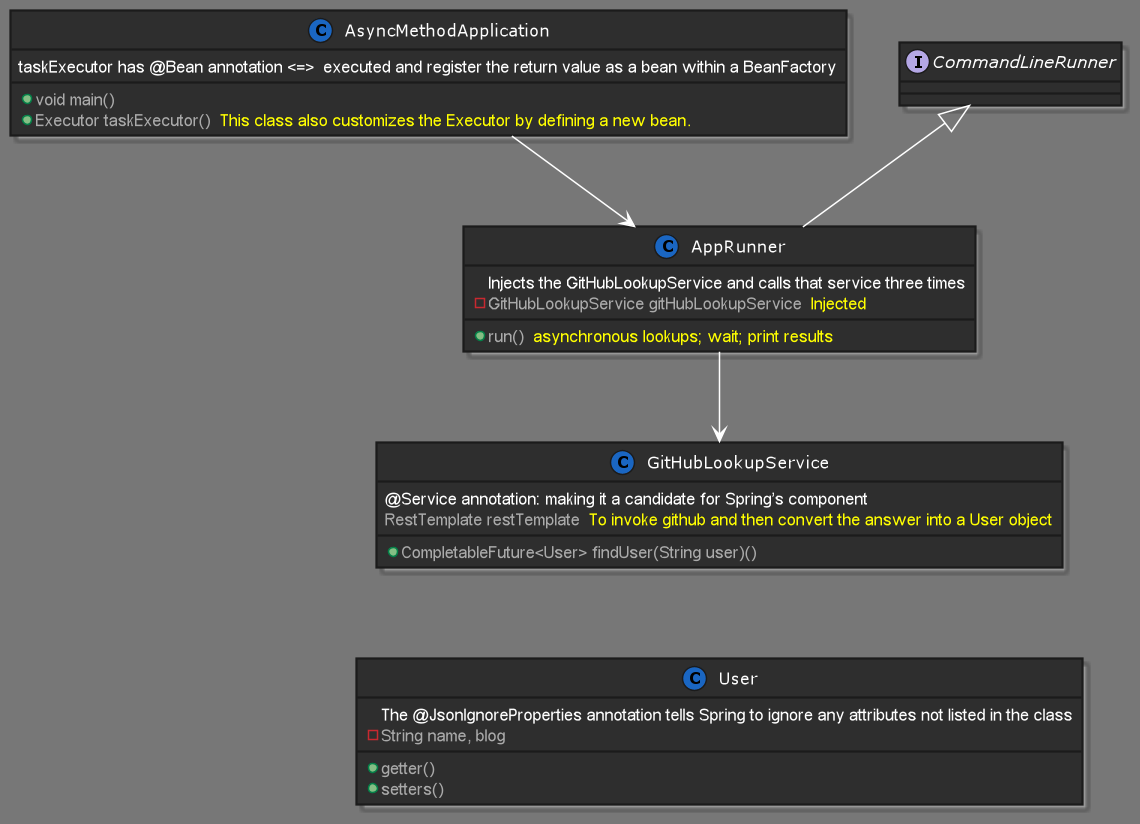 C AsyncMethodApplication
taskExecutor has @Bean annotation <=> executed and register the return value as a bean within a BeanFactory
void main()
Executor taskExecutor() This class also customizes the Executor by defining a new bean.
I CommandLineRunner
C AppRunner
Injects the GitHubLookupService and calls that service three times
GitHubLookupService gitHubLookupService Injected
run() asynchronous lookups; wait; print results
C GitHubLookupService
@Service annotation: making it a candidate for Spring's component
RestTemplate restTemplate To invoke github and then convert the answer into a User object
CompletableFuture<User> findUser(String user)()
C User
The @JsonIgnoreProperties annotation tells Spring to ignore any attributes not listed in the class
String name, blog
getter()
setters()